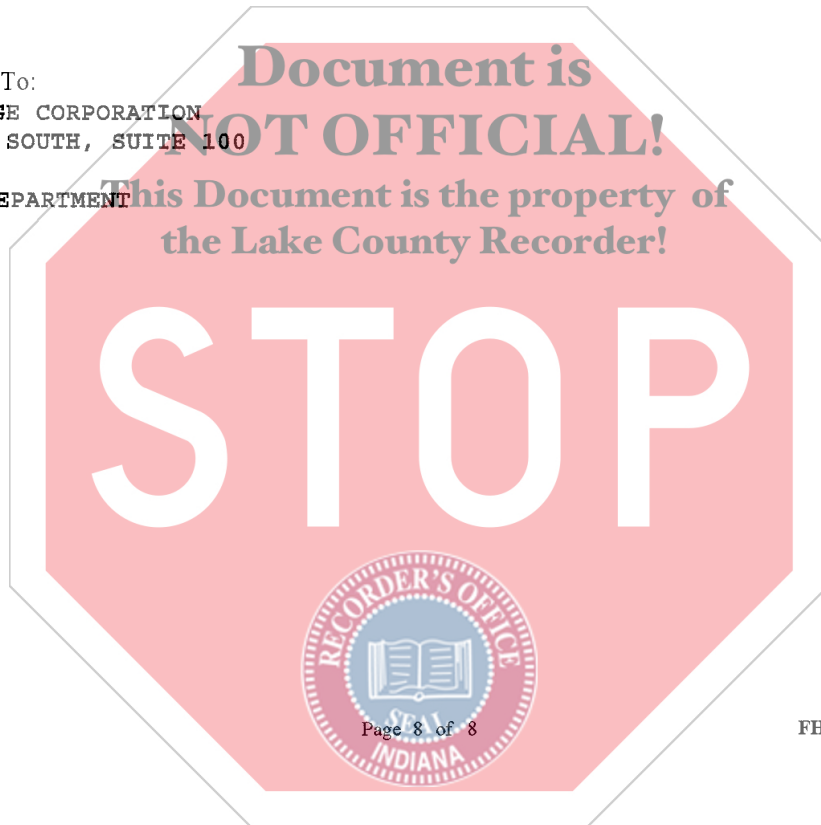 Document is
To:
GE CORPORATION
NOT OFFICIAL!
SOUTH, SUITE 100
This Document is the property of
EPARTMENT
the Lake County Recorder!
STOP
RECORDER'S OFFICE
SEAL
Page 8 of 8
FH
INDIANA